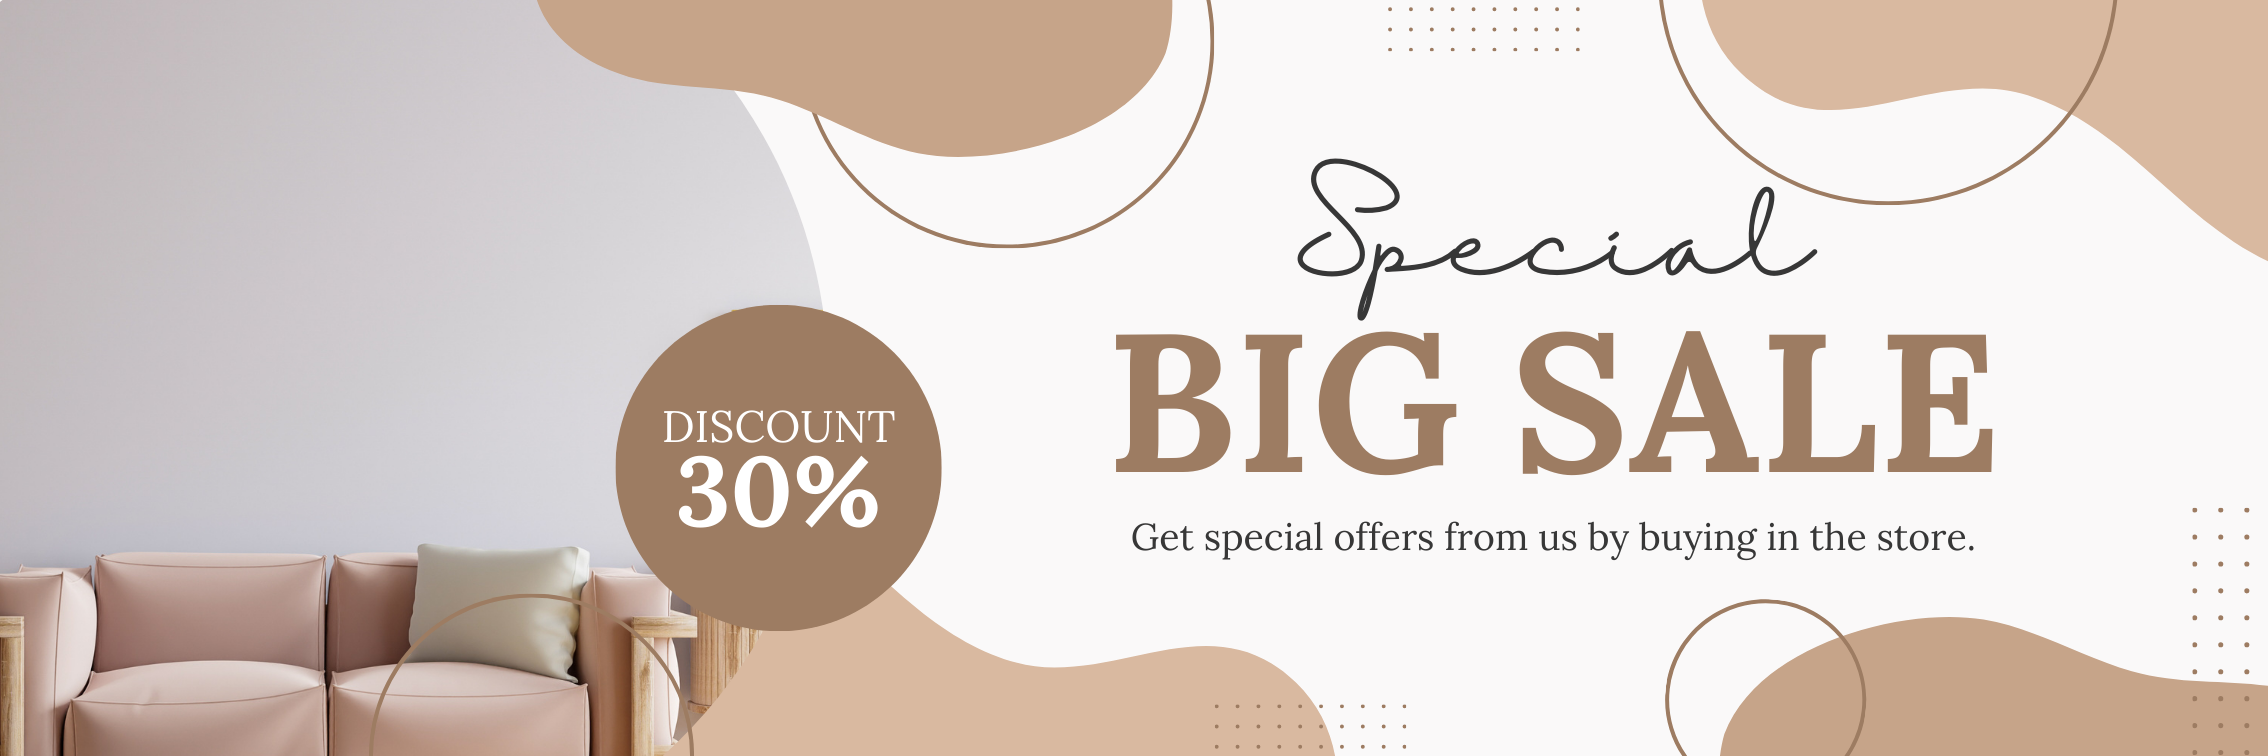 Special
BIG SALE
Get special offers from us by buying in the store.
DISCOUNT
30%